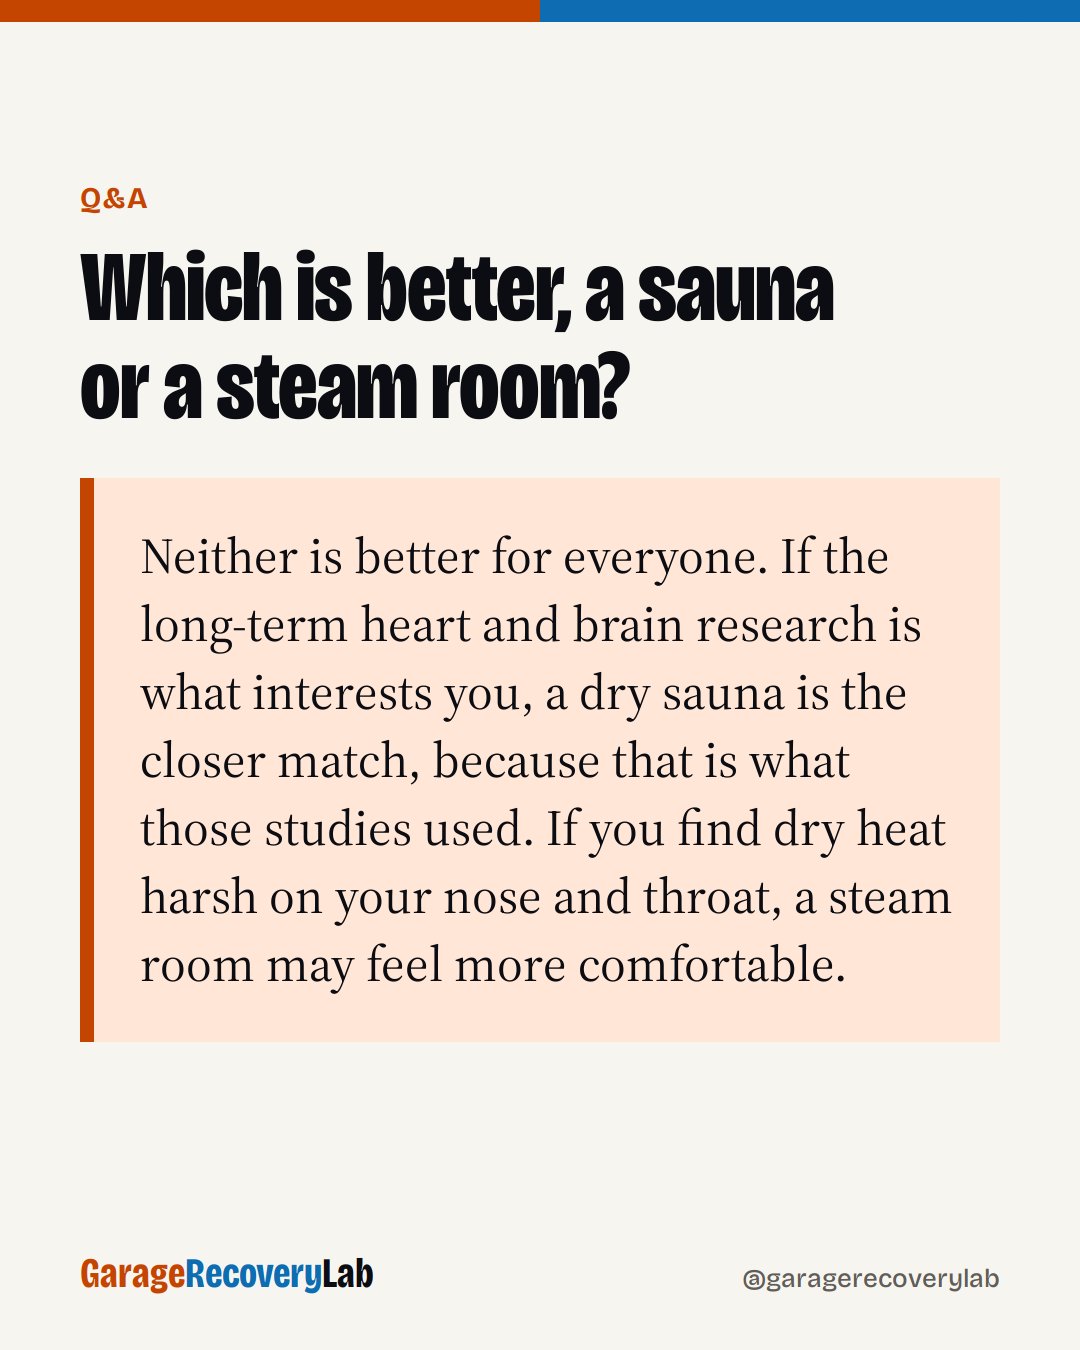 Q&A
Which is better, a sauna
or a steam room?
Neither is better for everyone. If the
long-term heart and brain research is
what interests you, a dry sauna is the
closer match, because that is what
those studies used. If you find dry heat
harsh on your nose and throat, a steam
room may feel more comfortable.
GarageRecoveryLab
@garagerecoverylab